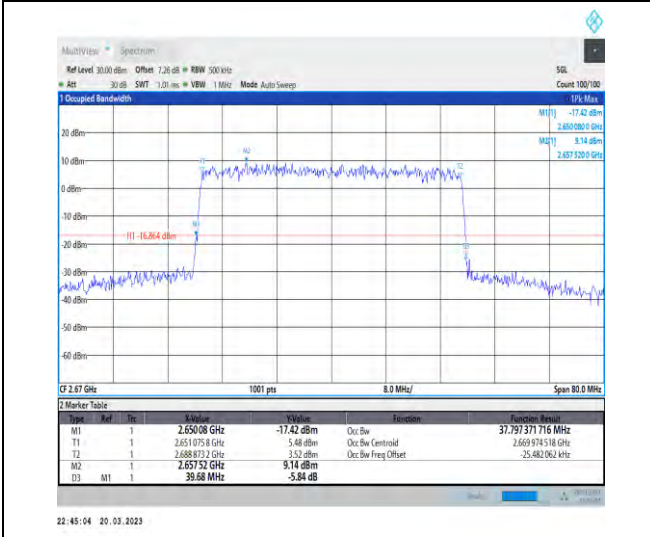 MultiView Spectrum
Ref Level 30.00 dBm Offset 7.26 dB RBW 500 kHz SGL
Att 30 dB SWT 1.01 ms VBW 1 MHz Mode Auto Sweep Count 100/100
1 Occupied Bandwidth 1Pk Max
M1[1] -17.42 dBm
2.650 080 0 GHz
M2[1] 9.14 dBm
2.657 520 0 GHz
20 dBm
M2
10 dBm
T1 T2
0 dBm
-10 dBm
M1
H1 -16.864 dBm
-20 dBm
D3
-30 dBm
-40 dBm
-50 dBm
-60 dBm
CF 2.67 GHz 1001 pts 8.0 MHz/ Span 80.0 MHz
2 Marker Table
Type Ref Trc X-Value Y-Value Function Function Result
M1 1 2.650 08 GHz -17.42 dBm Occ Bw 37.797 371 716 MHz
T1 1 2.651 075 8 GHz 5.48 dBm Occ Bw Centroid 2.669 974 518 GHz
T2 1 2.688 873 2 GHz 3.52 dBm Occ Bw Freq Offset -25.482 062 kHz
M2 1 2.657 52 GHz 9.14 dBm
D3 M1 1 39.68 MHz -5.84 dB
22:45:04 20.03.2023